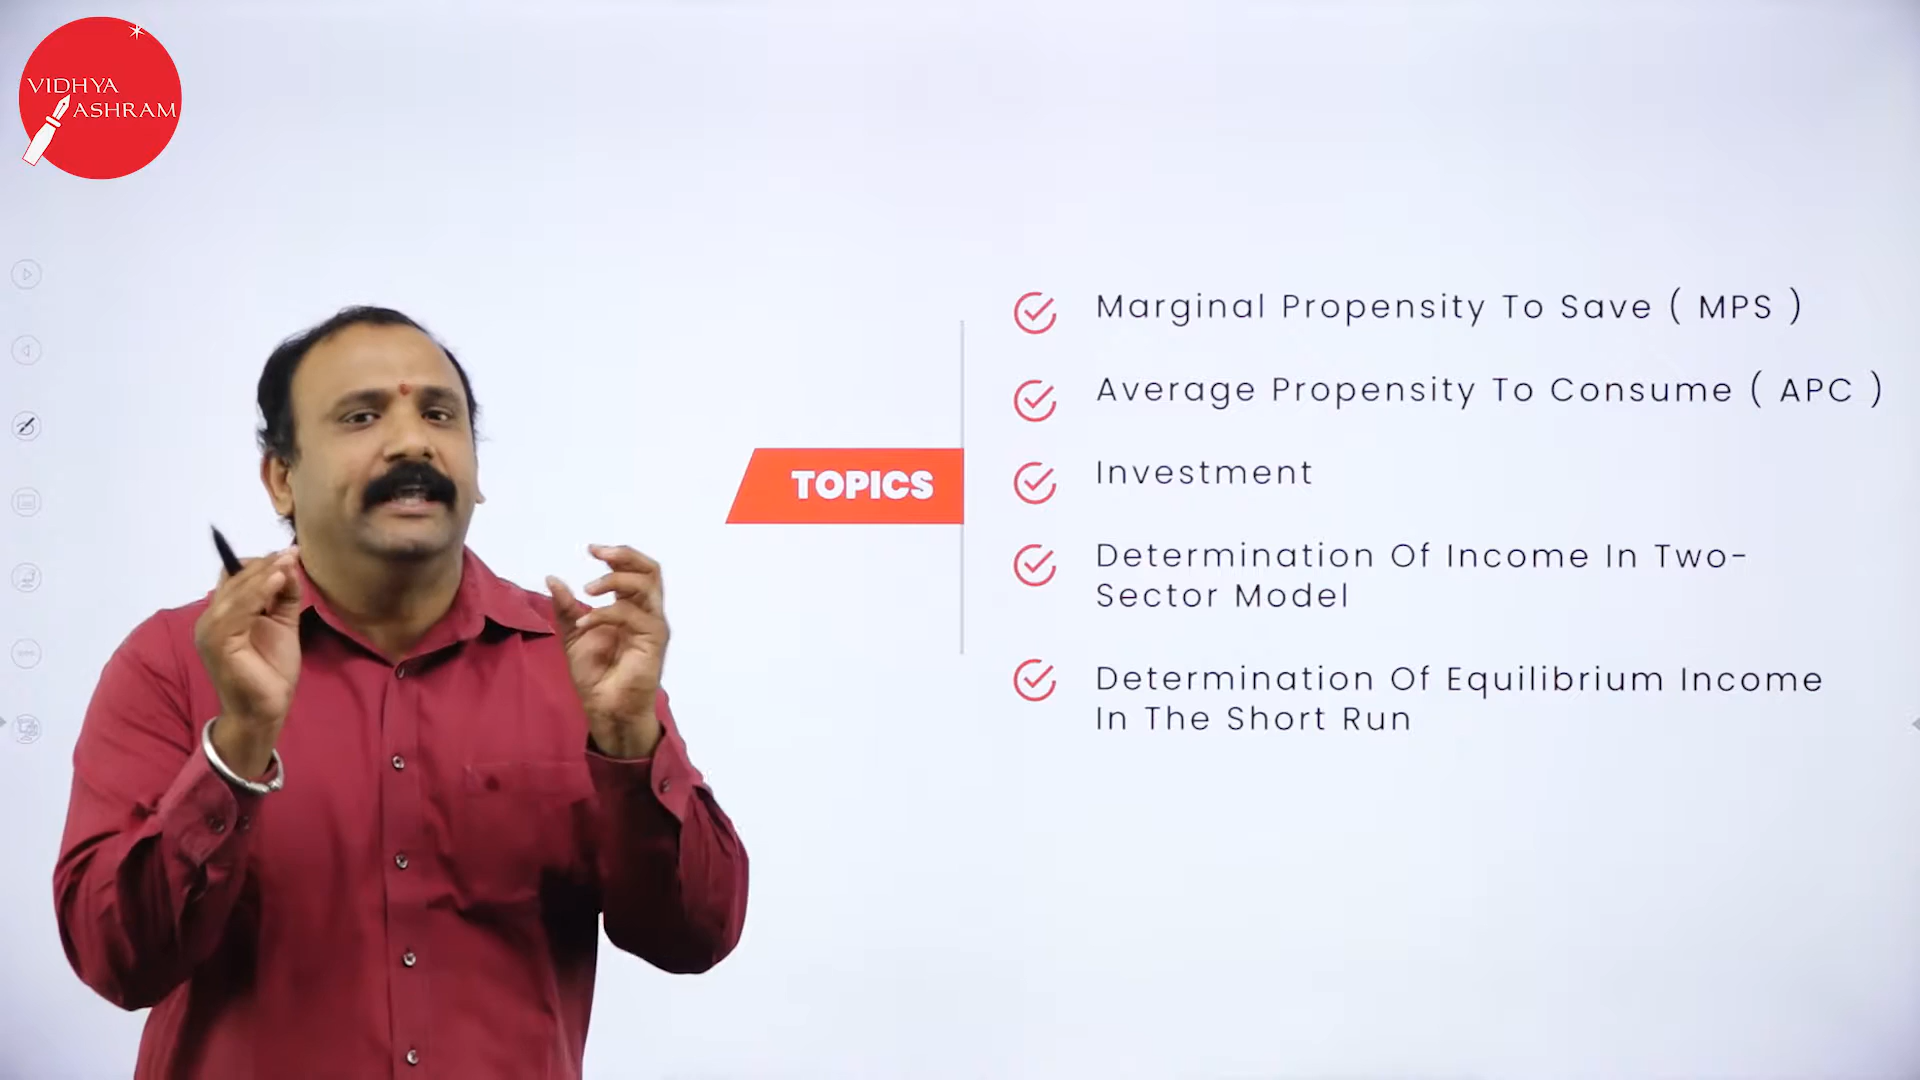 VIDHYA
ASHRAM
TOPICS
Marginal Propensity To Save ( MPS )
Average Propensity To Consume ( APC )
Investment
Determination Of Income In Two-
Sector Model
Determination Of Equilibrium Income
In The Short Run